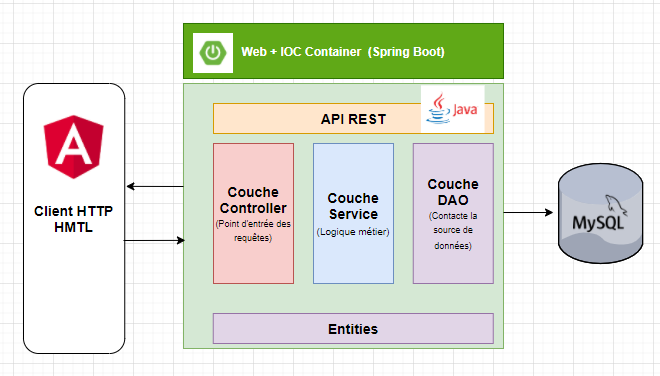 Web + IOC Container (Spring Boot)
API REST
Java
A
Client HTTP
HMTL
Couche
Controller
(Point d'entrée des
requêtes)
Couche
Service
(Logique métier)
Couche
DAO
(Contacte la
source de
données)
MySQL
Entities